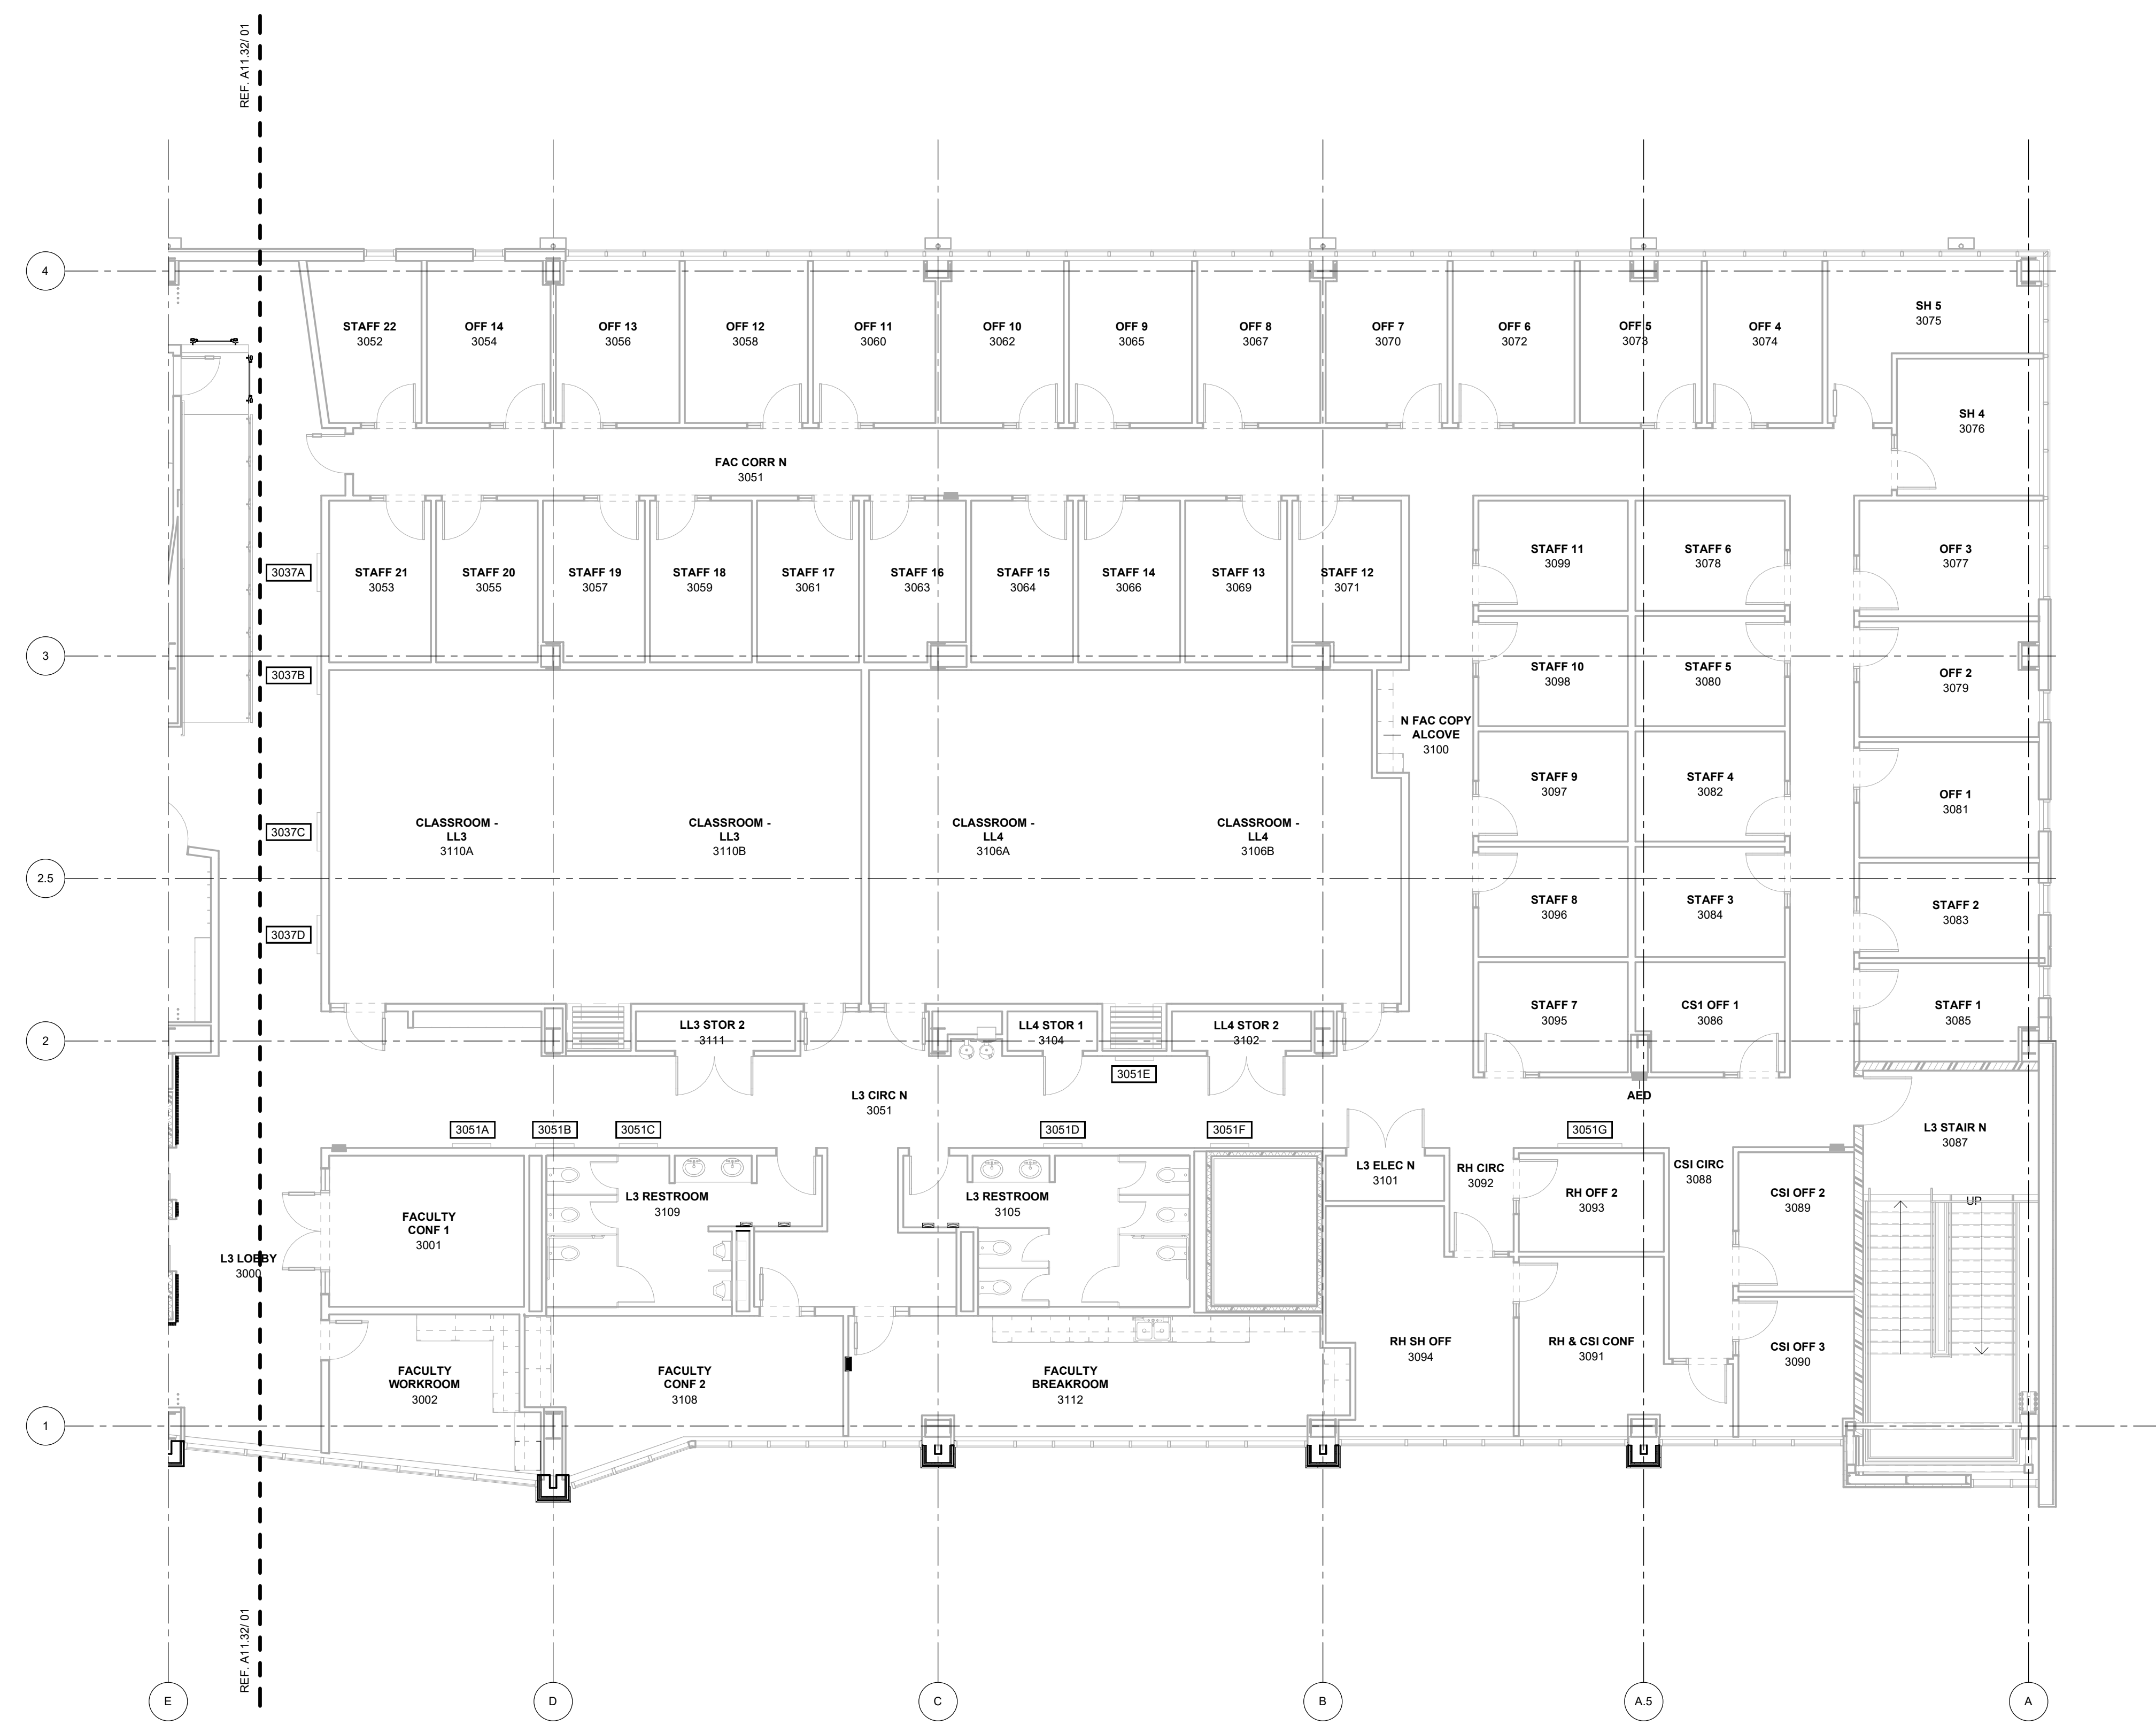 REF. A11.32/ 01
4
STAFF 22
3052
OFF 14
3054
OFF 13
3056
OFF 12
3058
OFF 11
3060
OFF 10
3062
OFF 9
3065
OFF 8
3067
OFF 7
3070
OFF 6
3072
OFF 5
3073
OFF 4
3074
SH 5
3075
SH 4
3076
FAC CORR N
3051
3037A
STAFF 21
3053
STAFF 20
3055
STAFF 19
3057
STAFF 18
3059
STAFF 17
3061
STAFF 16
3063
STAFF 15
3064
STAFF 14
3066
STAFF 13
3069
STAFF 12
3071
STAFF 11
3099
STAFF 6
3078
OFF 3
3077
3
3037B
STAFF 10
3098
STAFF 5
3080
OFF 2
3079
N FAC COPY
ALCOVE
3100
STAFF 9
3097
STAFF 4
3082
OFF 1
3081
3037C
CLASSROOM -
LL3
3110A
CLASSROOM -
LL3
3110B
CLASSROOM -
LL4
3106A
CLASSROOM -
LL4
3106B
2.5
STAFF 8
3096
STAFF 3
3084
STAFF 2
3083
3037D
STAFF 7
3095
CS1 OFF 1
3086
STAFF 1
3085
2
LL3 STOR 2
3111
LL4 STOR 1
3104
LL4 STOR 2
3102
3051E
L3 CIRC N
3051
AED
3051A
3051B
3051C
3051D
3051F
3051G
L3 STAIR N
3087
L3 ELEC N
3101
RH CIRC
3092
CSI CIRC
3088
RH OFF 2
3093
CSI OFF 2
3089
L3 RESTROOM
3109
L3 RESTROOM
3105
UP
FACULTY
CONF 1
3001
L3 LOBBY
3000
RH SH OFF
3094
RH & CSI CONF
3091
CSI OFF 3
3090
FACULTY
WORKROOM
3002
FACULTY
CONF 2
3108
FACULTY
BREAKROOM
3112
1
REF. A11.32/ 01
E
D
C
B
A.5
A